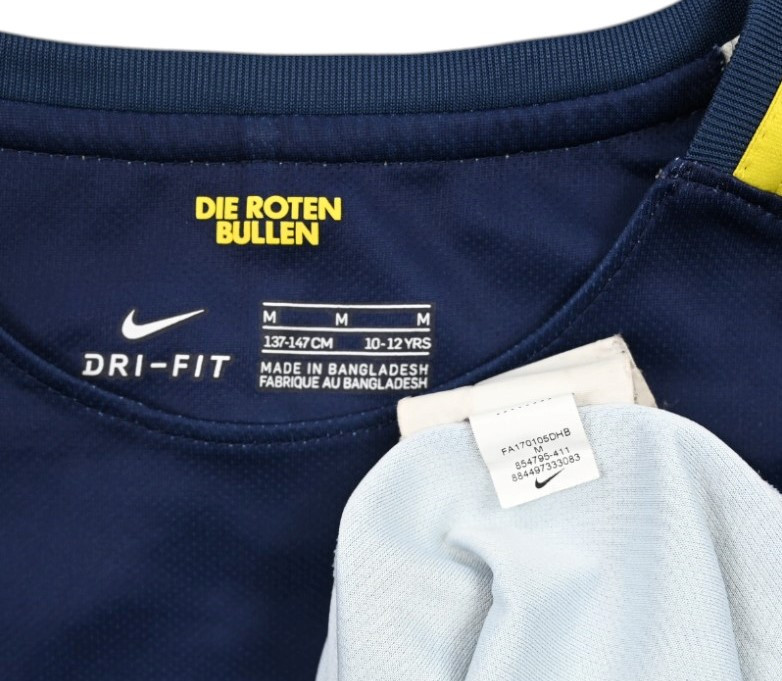 DIE ROTEN
BULLEN
DRI-FIT
M M M
137-147CM 10-12 YRS
MADE IN BANGLADESH
FABRIQUE AU BANGLADESH
FA170105DHB
M
854795-411
884497333083